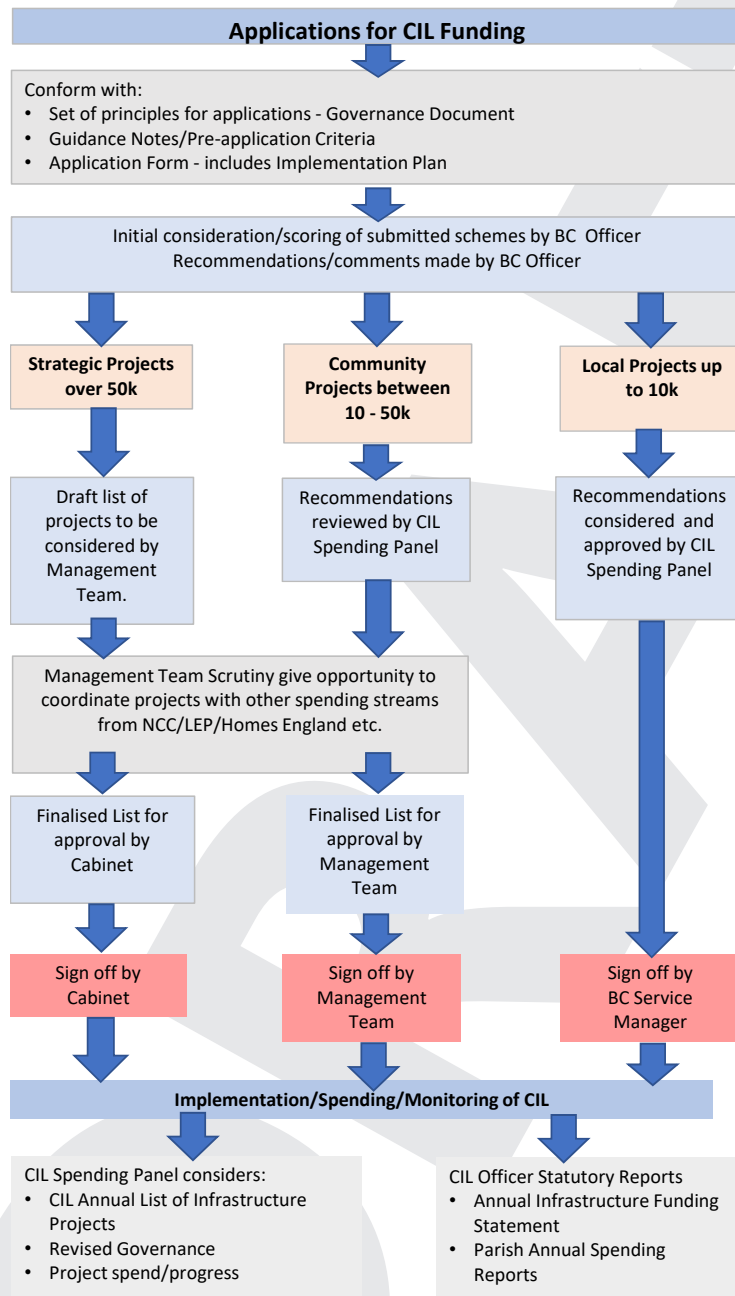 Applications for CIL Funding
Conform with:
• Set of principles for applications - Governance Document
• Guidance Notes/Pre-application Criteria
• Application Form - includes Implementation Plan
Initial consideration/scoring of submitted schemes by BC Officer
Recommendations/comments made by BC Officer
Strategic Projects
over 50k
Community
Projects between
10 - 50k
Local Projects up
to 10k
Draft list of
projects to be
considered by
Management
Team.
Recommendations
reviewed by CIL
Spending Panel
Recommendations
considered and
approved by CIL
Spending Panel
Management Team Scrutiny give opportunity to
coordinate projects with other spending streams
from NCC/LEP/Homes England etc.
Finalised List for
approval by
Cabinet
Finalised List for
approval by
Management
Team
Sign off by
Cabinet
Sign off by
Management
Team
Sign off by
BC Service
Manager
Implementation/Spending/Monitoring of CIL
CIL Spending Panel considers:
• CIL Annual List of Infrastructure
Projects
• Revised Governance
• Project spend/progress
CIL Officer Statutory Reports
• Annual Infrastructure Funding
Statement
• Parish Annual Spending
Reports